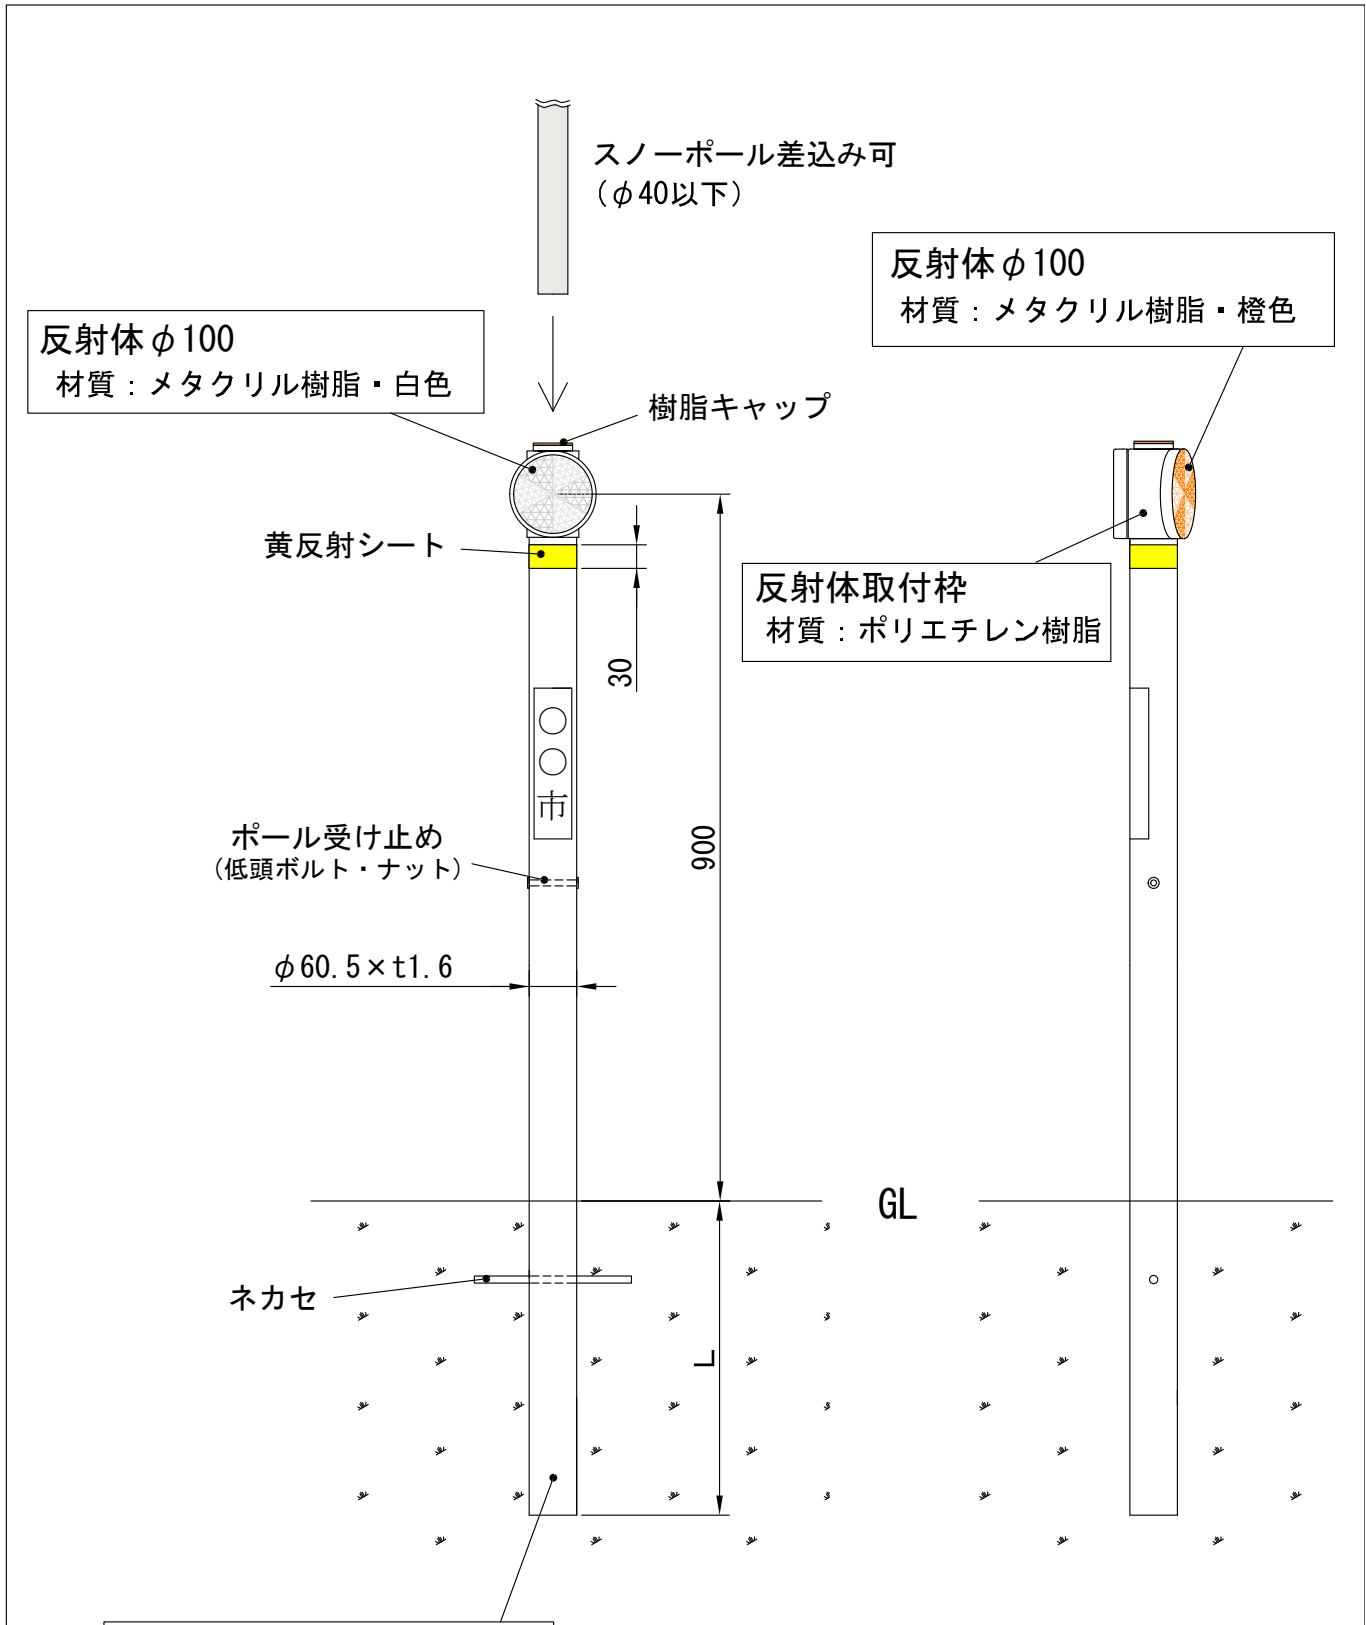 スノーポール差込み可
（φ40以下）
反射体φ100
材質：メタクリル樹脂・橙色
反射体φ100
材質：メタクリル樹脂・白色
樹脂キャップ
黄反射シート
反射体取付枠
材質：ポリエチレン樹脂
30
○○市
ポール受け止め
（低頭ボルト・ナット）
900
φ60.5×t1.6
GL
ネカセ
L